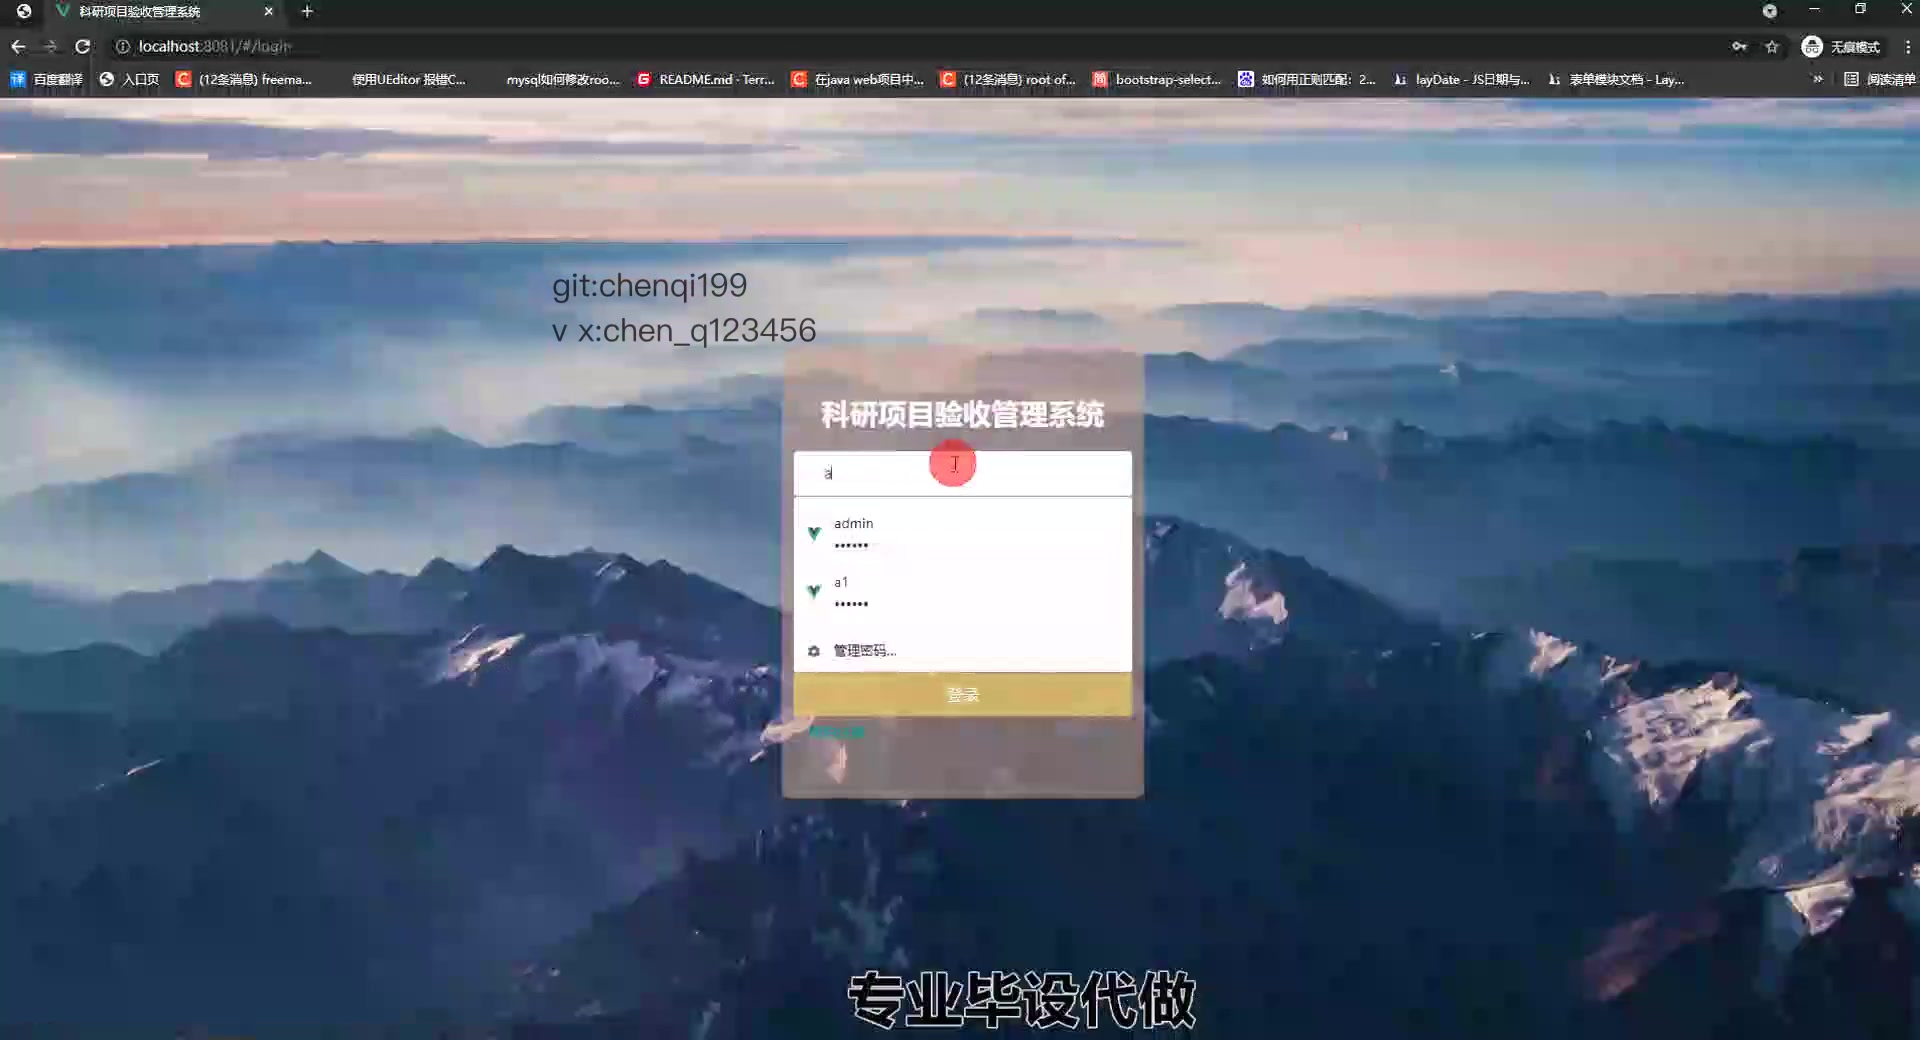 科研项目验收管理系统
localhost:8081/#/login
无痕模式
百度翻译
入口页
(12条消息) freema...
使用UEditor 报错C...
mysql如何修改roo...
README.md · Terr...
在java web项目中...
(12条消息) root of...
bootstrap-select...
如何用正则匹配：2...
layDate - JS日期与...
表单模块文档 - Lay...
阅读清单
git:chenqi199
v x:chen_q123456
科研项目验收管理系统
a
admin
••••••
a1
••••••
管理密码...
登录
专业毕设代做